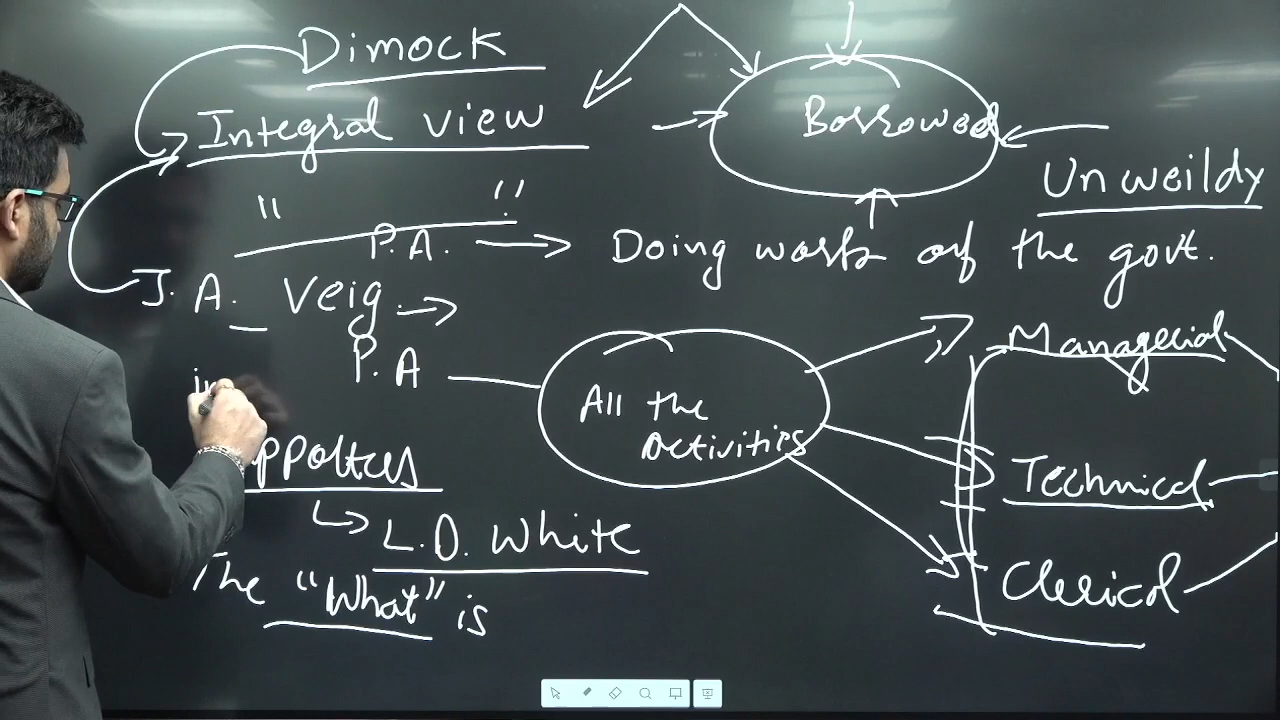 Dimock
Integral view
Borrowed
Unweildy
" "
P.A. → Doing work of the govt.
J. A. Veig →
P. A
All the
Activities
Managerial
Technical
Clerical
L.D. White
The "What" is